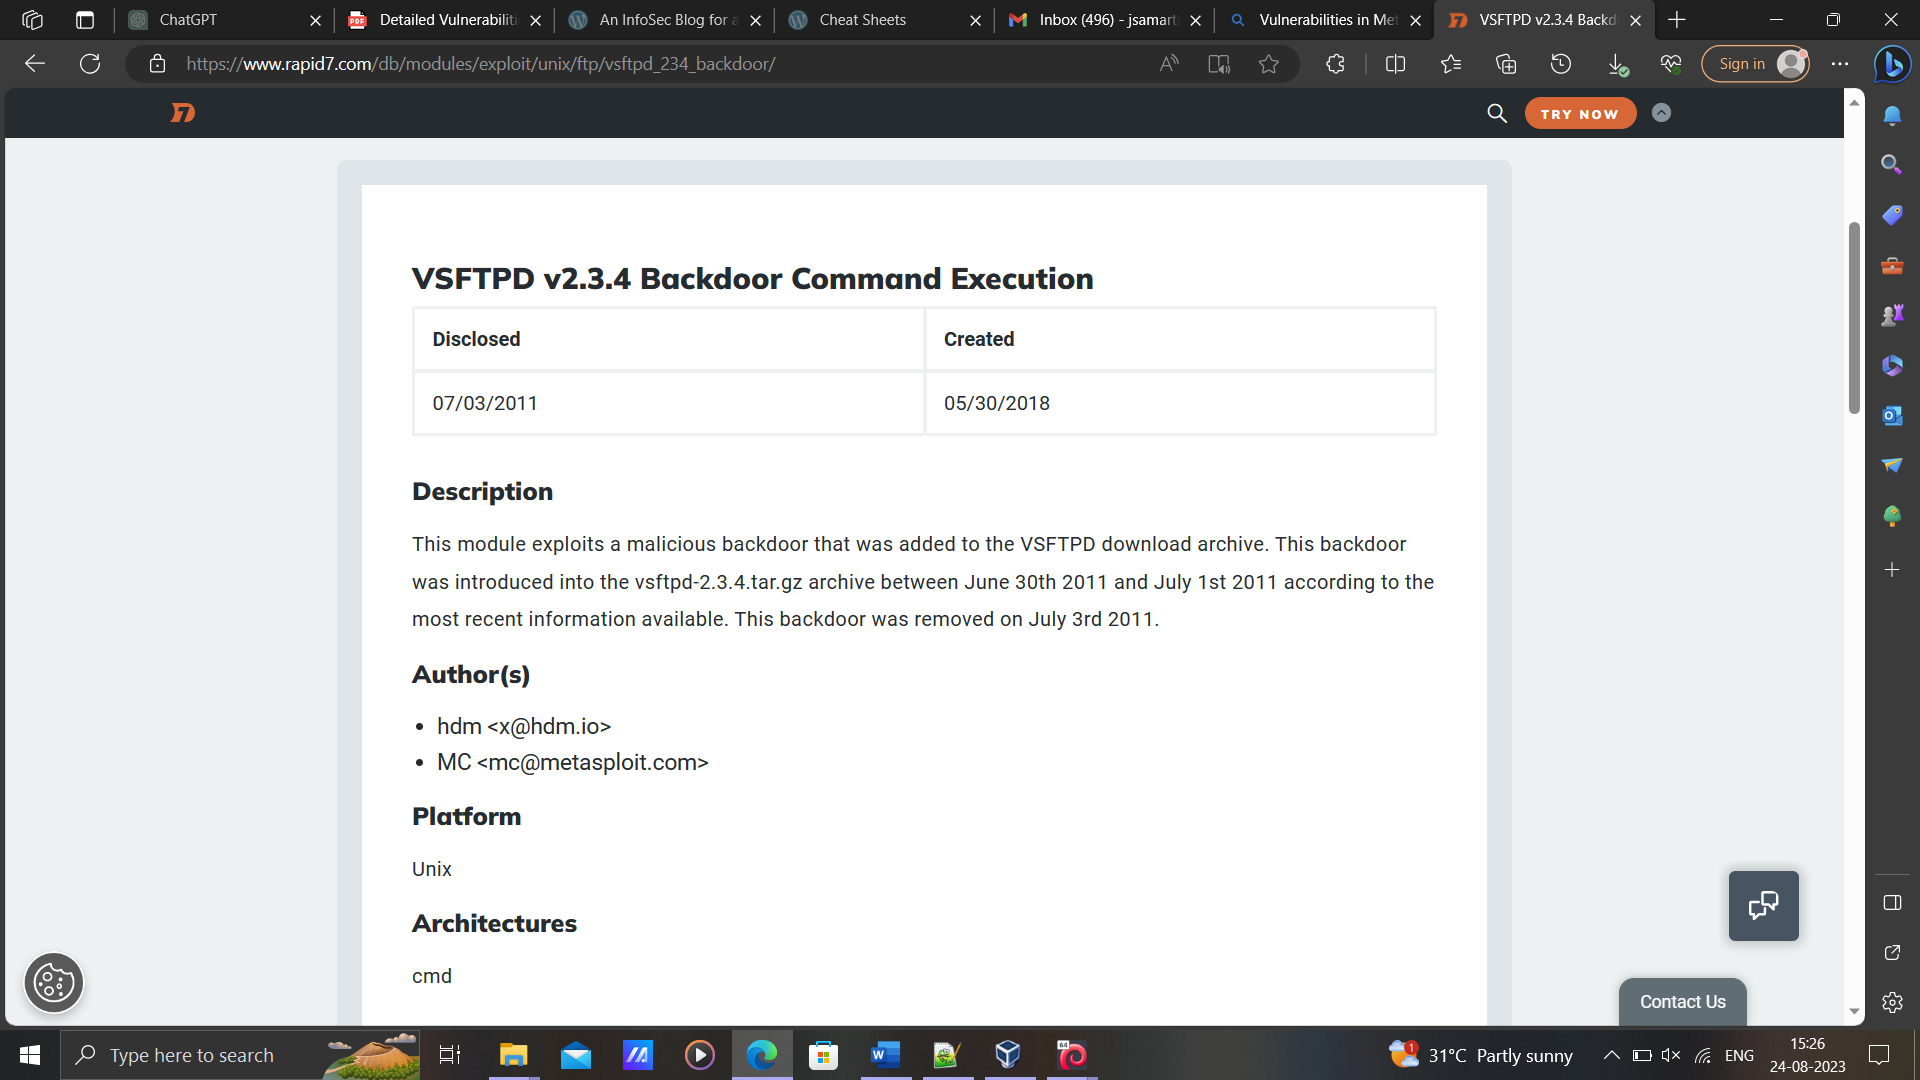 ChatGPT
Detailed Vulnerabiliti
An InfoSec Blog for a
Cheat Sheets
Inbox (496) - jsamart
Vulnerabilities in Met
VSFTPD v2.3.4 Backd
https://www.rapid7.com/db/modules/exploit/unix/ftp/vsftpd_234_backdoor/
Sign in
TRY NOW
VSFTPD v2.3.4 Backdoor Command Execution
Disclosed Created
07/03/2011 05/30/2018
Description
This module exploits a malicious backdoor that was added to the VSFTPD download archive. This backdoor
was introduced into the vsftpd-2.3.4.tar.gz archive between June 30th 2011 and July 1st 2011 according to the
most recent information available. This backdoor was removed on July 3rd 2011.
Author(s)
• hdm <x@hdm.io>
• MC <mc@metasploit.com>
Platform
Unix
Architectures
cmd
Contact Us
Type here to search
1
31°C Partly sunny
ENG
15:26
24-08-2023